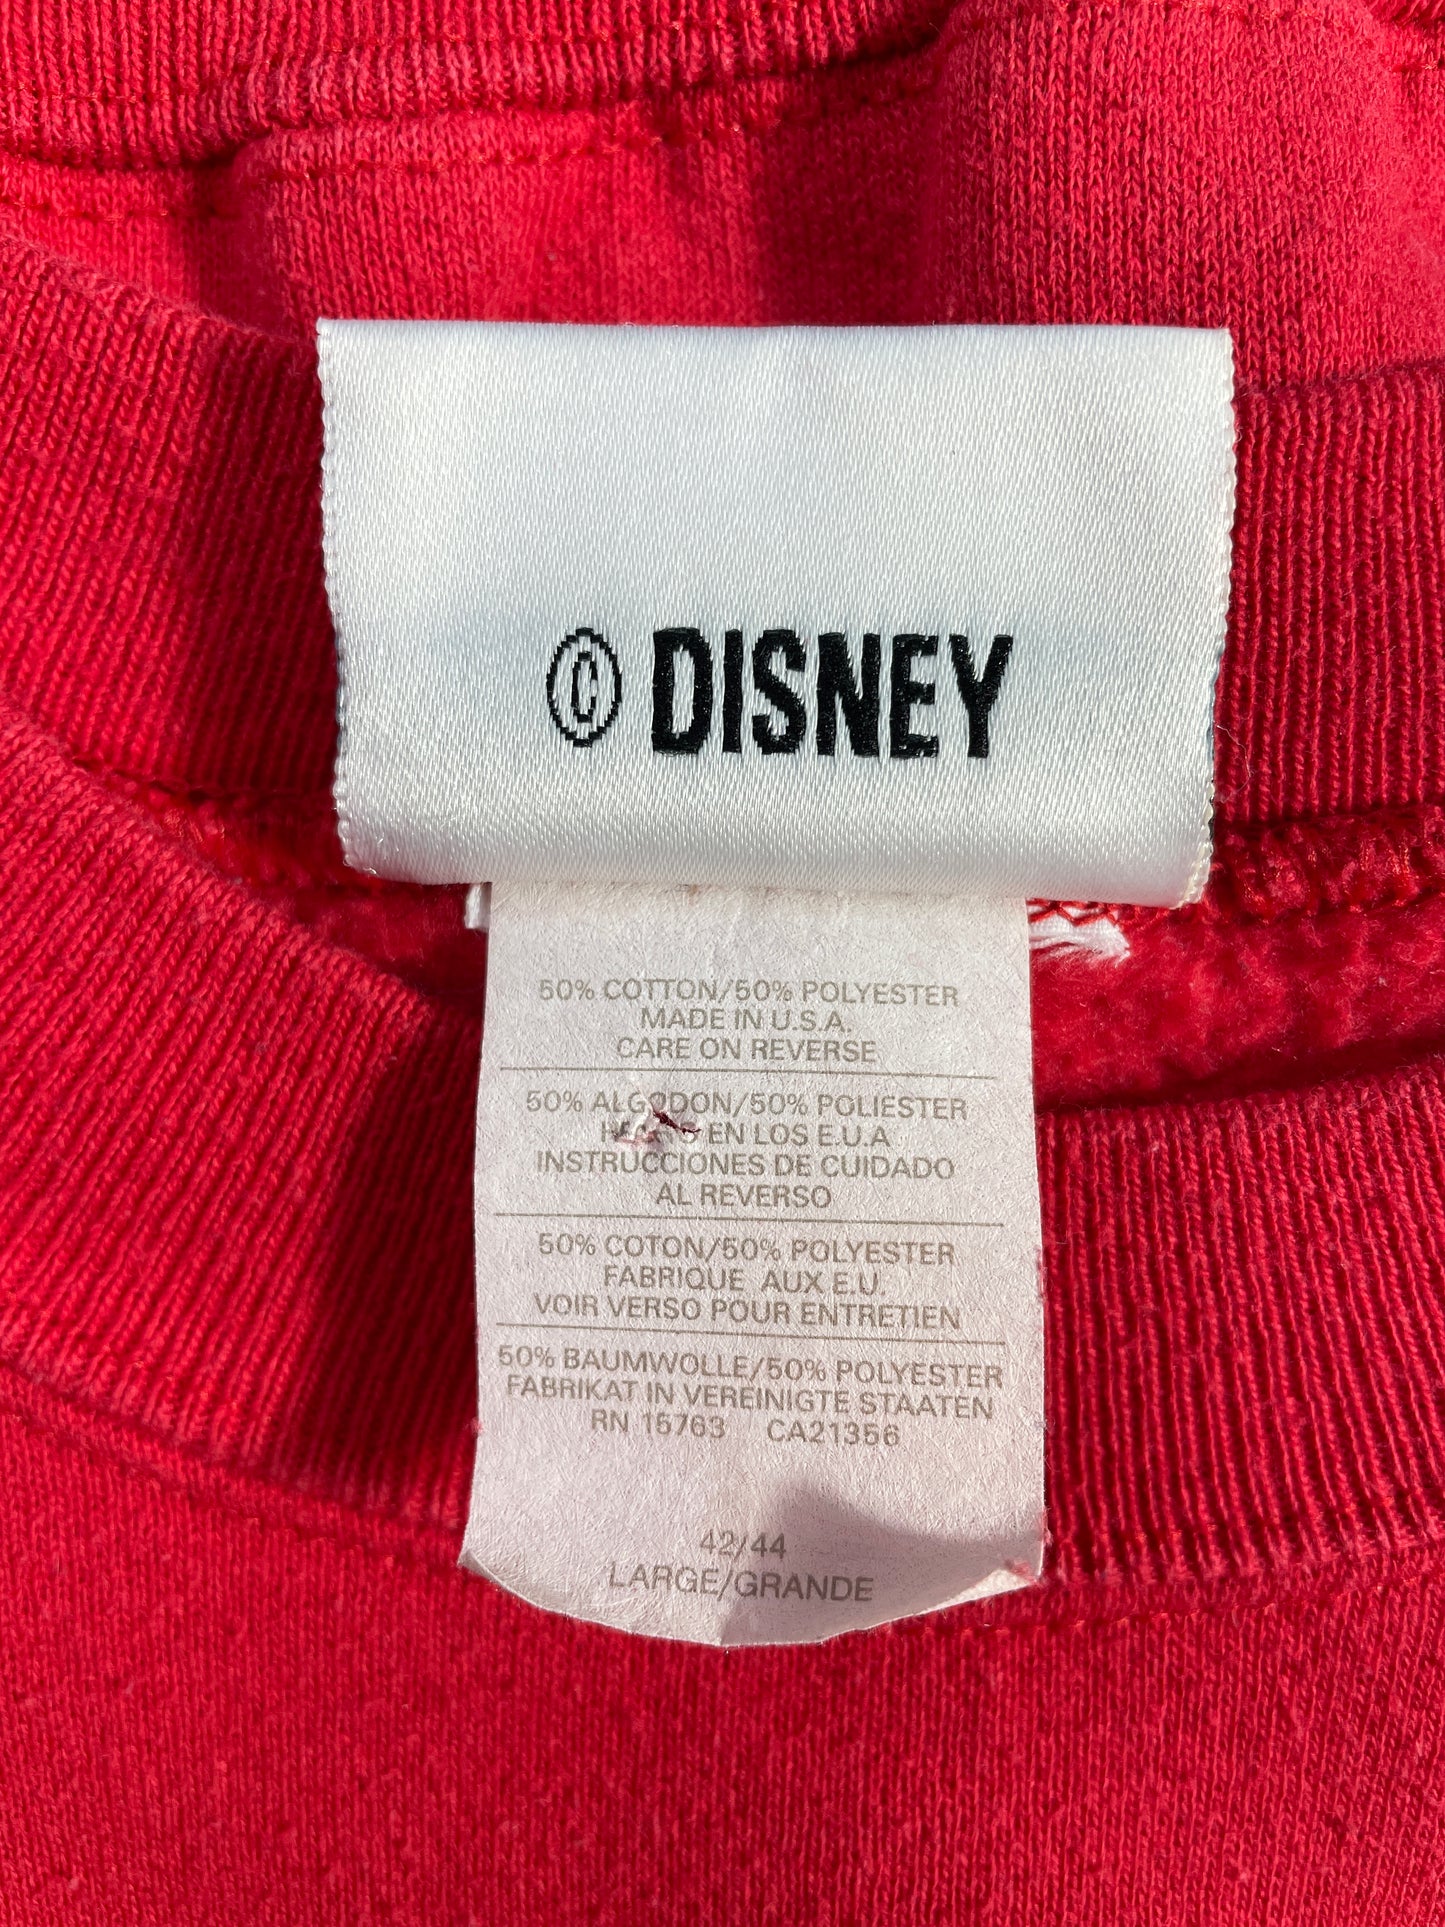 © DISNEY
50% COTTON/50% POLYESTER
MADE IN U.S.A.
CARE ON REVERSE
50% ALGODON/50% POLIESTER
HECHO EN LOS E.U.A
INSTRUCCIONES DE CUIDADO
AL REVERSO
50% COTON/50% POLYESTER
FABRIQUE AUX E.U.
VOIR VERSO POUR ENTRETIEN
50% BAUMWOLLE/50% POLYESTER
FABRIKAT IN VEREINIGTE STAATEN
RN 15763 CA21356
42/44
LARGE/GRANDE